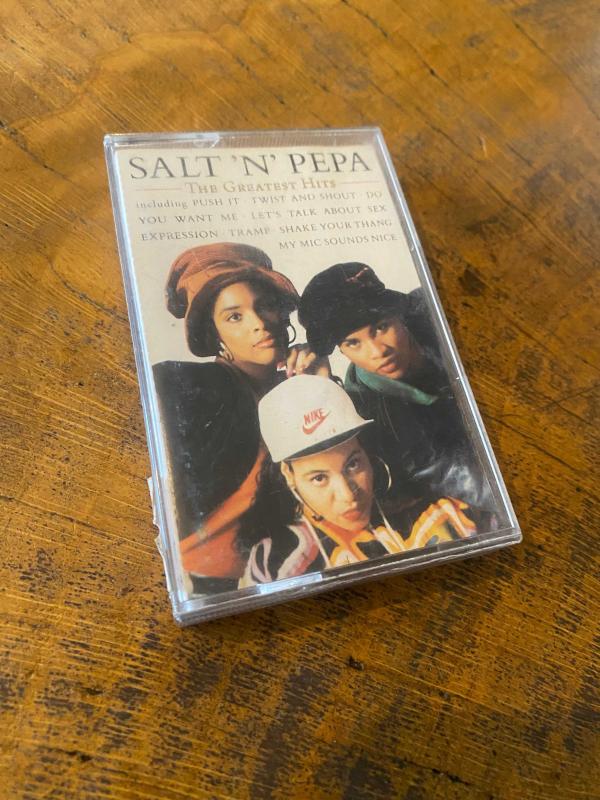 SALT 'N' PEPA
THE GREATEST HITS
including PUSH IT · TWIST AND SHOUT · DO
YOU WANT ME · LET'S TALK ABOUT SEX
EXPRESSION · TRAMP · SHAKE YOUR THANG
MY MIC SOUNDS NICE
NIKE